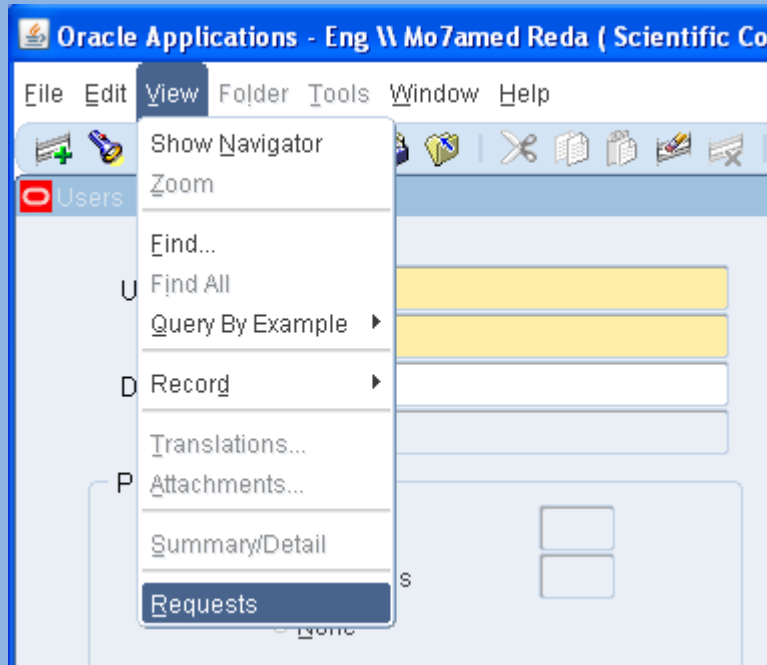 Oracle Applications - Eng \\ Mo7amed Reda ( Scientific Co
File Edit View Folder Tools Window Help
Show Navigator
Zoom
Users
Find...
U
Find All
Query By Example
D
Record
Translations...
P
Attachments...
Summary/Detail
s
Requests
None